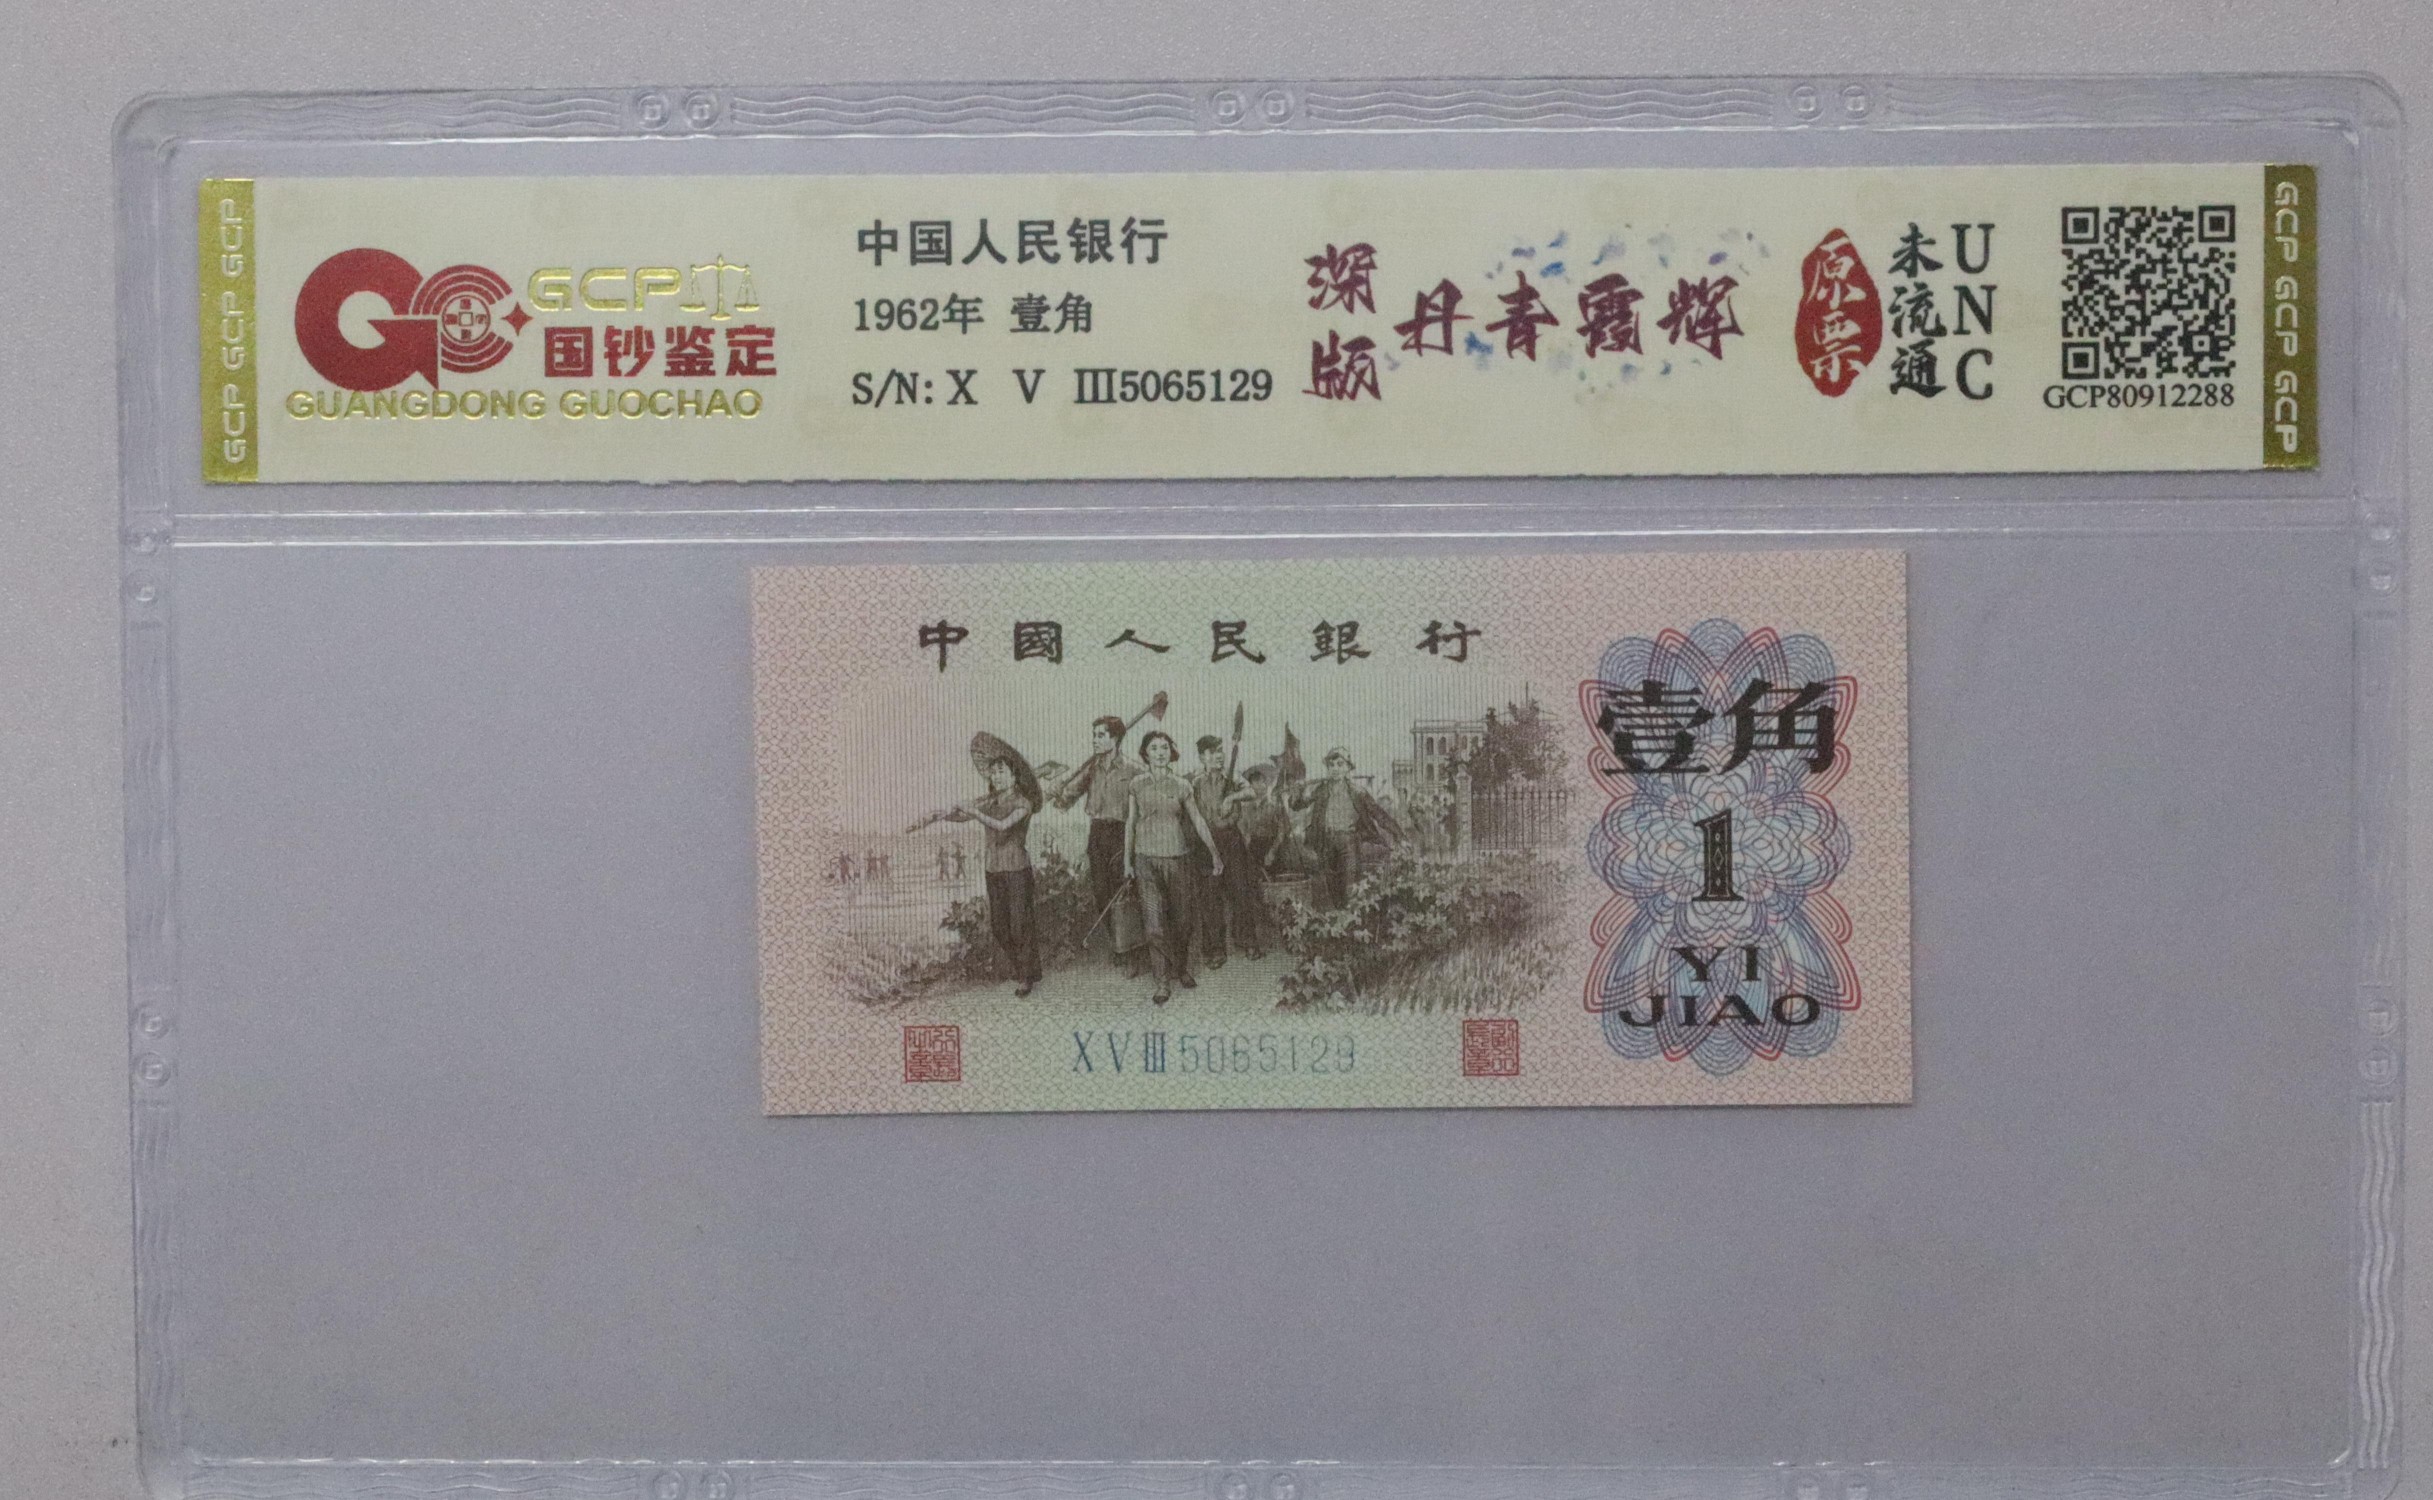 GCP GCP GCP
GCP
国钞鉴定
GUANGDONG GUOCHAO
中国人民银行
1962年 壹角
S/N: X V III5065129
深版
丹青霞辉
原票
未流通
UNC
GCP80912288
GCP GCP GCP
中國人民銀行
壹角
1
YI
JIAO
X V III 5065129